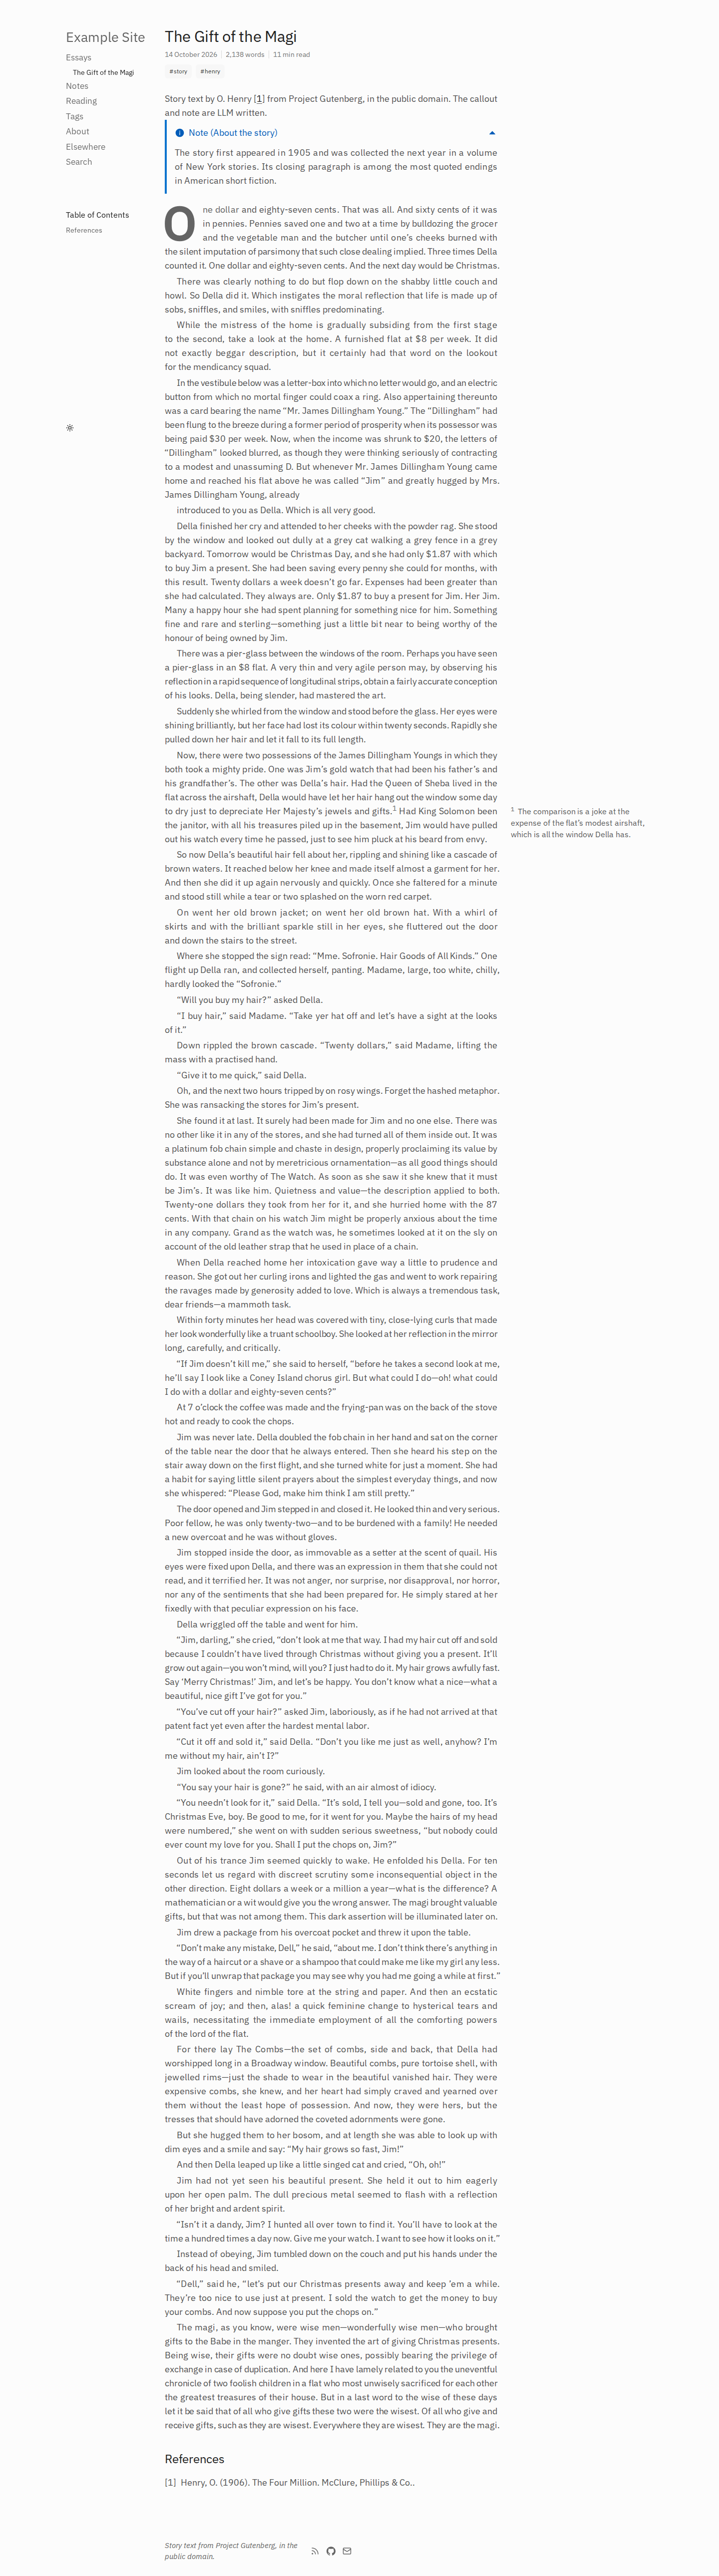 Example Site
Essays
The Gift of the Magi
Notes
Reading
Tags
About
Elsewhere
Search
Table of Contents
References
The Gift of the Magi
14 October 2026 | 2,138 words | 11 min read
#story #henry
Story text by O. Henry [1] from Project Gutenberg, in the public domain. The callout
and note are LLM written.
Note (About the story)
The story first appeared in 1905 and was collected the next year in a volume
of New York stories. Its closing paragraph is among the most quoted endings
in American short fiction.
One dollar and eighty-seven cents. That was all. And sixty cents of it was
in pennies. Pennies saved one and two at a time by bulldozing the grocer
and the vegetable man and the butcher until one’s cheeks burned with
the silent imputation of parsimony that such close dealing implied. Three times Della
counted it. One dollar and eighty-seven cents. And the next day would be Christmas.
There was clearly nothing to do but flop down on the shabby little couch and
howl. So Della did it. Which instigates the moral reflection that life is made up of
sobs, sniffles, and smiles, with sniffles predominating.
While the mistress of the home is gradually subsiding from the first stage
to the second, take a look at the home. A furnished flat at $8 per week. It did
not exactly beggar description, but it certainly had that word on the lookout
for the mendicancy squad.
In the vestibule below was a letter-box into which no letter would go, and an electric
button from which no mortal finger could coax a ring. Also appertaining thereunto
was a card bearing the name “Mr. James Dillingham Young.” The “Dillingham” had
been flung to the breeze during a former period of prosperity when its possessor was
being paid $30 per week. Now, when the income was shrunk to $20, the letters of
“Dillingham” looked blurred, as though they were thinking seriously of contracting
to a modest and unassuming D. But whenever Mr. James Dillingham Young came
home and reached his flat above he was called “Jim” and greatly hugged by Mrs.
James Dillingham Young, already
introduced to you as Della. Which is all very good.
Della finished her cry and attended to her cheeks with the powder rag. She stood
by the window and looked out dully at a grey cat walking a grey fence in a grey
backyard. Tomorrow would be Christmas Day, and she had only $1.87 with which
to buy Jim a present. She had been saving every penny she could for months, with
this result. Twenty dollars a week doesn’t go far. Expenses had been greater than
she had calculated. They always are. Only $1.87 to buy a present for Jim. Her Jim.
Many a happy hour she had spent planning for something nice for him. Something
fine and rare and sterling—something just a little bit near to being worthy of the
honour of being owned by Jim.
There was a pier-glass between the windows of the room. Perhaps you have seen
a pier-glass in an $8 flat. A very thin and very agile person may, by observing his
reflection in a rapid sequence of longitudinal strips, obtain a fairly accurate conception
of his looks. Della, being slender, had mastered the art.
Suddenly she whirled from the window and stood before the glass. Her eyes were
shining brilliantly, but her face had lost its colour within twenty seconds. Rapidly she
pulled down her hair and let it fall to its full length.
Now, there were two possessions of the James Dillingham Youngs in which they
both took a mighty pride. One was Jim’s gold watch that had been his father’s and
his grandfather’s. The other was Della’s hair. Had the Queen of Sheba lived in the
flat across the airshaft, Della would have let her hair hang out the window some day
to dry just to depreciate Her Majesty’s jewels and gifts.1 Had King Solomon been
the janitor, with all his treasures piled up in the basement, Jim would have pulled
out his watch every time he passed, just to see him pluck at his beard from envy.
1 The comparison is a joke at the
expense of the flat’s modest airshaft,
which is all the window Della has.
So now Della’s beautiful hair fell about her, rippling and shining like a cascade of
brown waters. It reached below her knee and made itself almost a garment for her.
And then she did it up again nervously and quickly. Once she faltered for a minute
and stood still while a tear or two splashed on the worn red carpet.
On went her old brown jacket; on went her old brown hat. With a whirl of
skirts and with the brilliant sparkle still in her eyes, she fluttered out the door
and down the stairs to the street.
Where she stopped the sign read: “Mme. Sofronie. Hair Goods of All Kinds.” One
flight up Della ran, and collected herself, panting. Madame, large, too white, chilly,
hardly looked the “Sofronie.”
“Will you buy my hair?” asked Della.
“I buy hair,” said Madame. “Take yer hat off and let’s have a sight at the looks
of it.”
Down rippled the brown cascade. “Twenty dollars,” said Madame, lifting the
mass with a practised hand.
“Give it to me quick,” said Della.
Oh, and the next two hours tripped by on rosy wings. Forget the hashed metaphor.
She was ransacking the stores for Jim’s present.
She found it at last. It surely had been made for Jim and no one else. There was
no other like it in any of the stores, and she had turned all of them inside out. It was
a platinum fob chain simple and chaste in design, properly proclaiming its value by
substance alone and not by meretricious ornamentation—as all good things should
do. It was even worthy of The Watch. As soon as she saw it she knew that it must
be Jim’s. It was like him. Quietness and value—the description applied to both.
Twenty-one dollars they took from her for it, and she hurried home with the 87
cents. With that chain on his watch Jim might be properly anxious about the time
in any company. Grand as the watch was, he sometimes looked at it on the sly on
account of the old leather strap that he used in place of a chain.
When Della reached home her intoxication gave way a little to prudence and
reason. She got out her curling irons and lighted the gas and went to work repairing
the ravages made by generosity added to love. Which is always a tremendous task,
dear friends—a mammoth task.
Within forty minutes her head was covered with tiny, close-lying curls that made
her look wonderfully like a truant schoolboy. She looked at her reflection in the mirror
long, carefully, and critically.
“If Jim doesn’t kill me,” she said to herself, “before he takes a second look at me,
he’ll say I look like a Coney Island chorus girl. But what could I do—oh! what could
I do with a dollar and eighty-seven cents?”
At 7 o’clock the coffee was made and the frying-pan was on the back of the stove
hot and ready to cook the chops.
Jim was never late. Della doubled the fob chain in her hand and sat on the corner
of the table near the door that he always entered. Then she heard his step on the
stair away down on the first flight, and she turned white for just a moment. She had
a habit for saying little silent prayers about the simplest everyday things, and now
she whispered: “Please God, make him think I am still pretty.”
The door opened and Jim stepped in and closed it. He looked thin and very serious.
Poor fellow, he was only twenty-two—and to be burdened with a family! He needed
a new overcoat and he was without gloves.
Jim stopped inside the door, as immovable as a setter at the scent of quail. His
eyes were fixed upon Della, and there was an expression in them that she could not
read, and it terrified her. It was not anger, nor surprise, nor disapproval, nor horror,
nor any of the sentiments that she had been prepared for. He simply stared at her
fixedly with that peculiar expression on his face.
Della wriggled off the table and went for him.
“Jim, darling,” she cried, “don’t look at me that way. I had my hair cut off and sold
because I couldn’t have lived through Christmas without giving you a present. It’ll
grow out again—you won’t mind, will you? I just had to do it. My hair grows awfully fast.
Say ‘Merry Christmas!’ Jim, and let’s be happy. You don’t know what a nice—what a
beautiful, nice gift I’ve got for you.”
“You’ve cut off your hair?” asked Jim, laboriously, as if he had not arrived at that
patent fact yet even after the hardest mental labor.
“Cut it off and sold it,” said Della. “Don’t you like me just as well, anyhow? I’m
me without my hair, ain’t I?”
Jim looked about the room curiously.
“You say your hair is gone?” he said, with an air almost of idiocy.
“You needn’t look for it,” said Della. “It’s sold, I tell you—sold and gone, too. It’s
Christmas Eve, boy. Be good to me, for it went for you. Maybe the hairs of my head
were numbered,” she went on with sudden serious sweetness, “but nobody could
ever count my love for you. Shall I put the chops on, Jim?”
Out of his trance Jim seemed quickly to wake. He enfolded his Della. For ten
seconds let us regard with discreet scrutiny some inconsequential object in the
other direction. Eight dollars a week or a million a year—what is the difference? A
mathematician or a wit would give you the wrong answer. The magi brought valuable
gifts, but that was not among them. This dark assertion will be illuminated later on.
Jim drew a package from his overcoat pocket and threw it upon the table.
“Don’t make any mistake, Dell,” he said, “about me. I don’t think there’s anything in
the way of a haircut or a shave or a shampoo that could make me like my girl any less.
But if you’ll unwrap that package you may see why you had me going a while at first.”
White fingers and nimble tore at the string and paper. And then an ecstatic
scream of joy; and then, alas! a quick feminine change to hysterical tears and
wails, necessitating the immediate employment of all the comforting powers
of the lord of the flat.
For there lay The Combs—the set of combs, side and back, that Della had
worshipped long in a Broadway window. Beautiful combs, pure tortoise shell, with
jewelled rims—just the shade to wear in the beautiful vanished hair. They were
expensive combs, she knew, and her heart had simply craved and yearned over
them without the least hope of possession. And now, they were hers, but the
tresses that should have adorned the coveted adornments were gone.
But she hugged them to her bosom, and at length she was able to look up with
dim eyes and a smile and say: “My hair grows so fast, Jim!”
And then Della leaped up like a little singed cat and cried, “Oh, oh!”
Jim had not yet seen his beautiful present. She held it out to him eagerly
upon her open palm. The dull precious metal seemed to flash with a reflection
of her bright and ardent spirit.
“Isn’t it a dandy, Jim? I hunted all over town to find it. You’ll have to look at the
time a hundred times a day now. Give me your watch. I want to see how it looks on it.”
Instead of obeying, Jim tumbled down on the couch and put his hands under the
back of his head and smiled.
“Dell,” said he, “let’s put our Christmas presents away and keep ’em a while.
They’re too nice to use just at present. I sold the watch to get the money to buy
your combs. And now suppose you put the chops on.”
The magi, as you know, were wise men—wonderfully wise men—who brought
gifts to the Babe in the manger. They invented the art of giving Christmas presents.
Being wise, their gifts were no doubt wise ones, possibly bearing the privilege of
exchange in case of duplication. And here I have lamely related to you the uneventful
chronicle of two foolish children in a flat who most unwisely sacrificed for each other
the greatest treasures of their house. But in a last word to the wise of these days
let it be said that of all who give gifts these two were the wisest. Of all who give and
receive gifts, such as they are wisest. Everywhere they are wisest. They are the magi.
References
[1] Henry, O. (1906). The Four Million. McClure, Phillips & Co..
Story text from Project Gutenberg, in the
public domain.